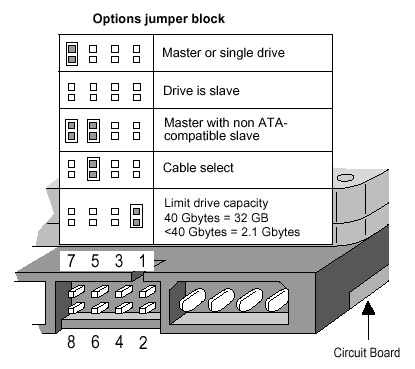 Options jumper block
Master or single drive
Drive is slave
Master with non ATA-
compatible slave
Cable select
Limit drive capacity
40 Gbytes = 32 GB
<40 Gbytes = 2.1 Gbytes
7 5 3 1
8 6 4 2
Circuit Board